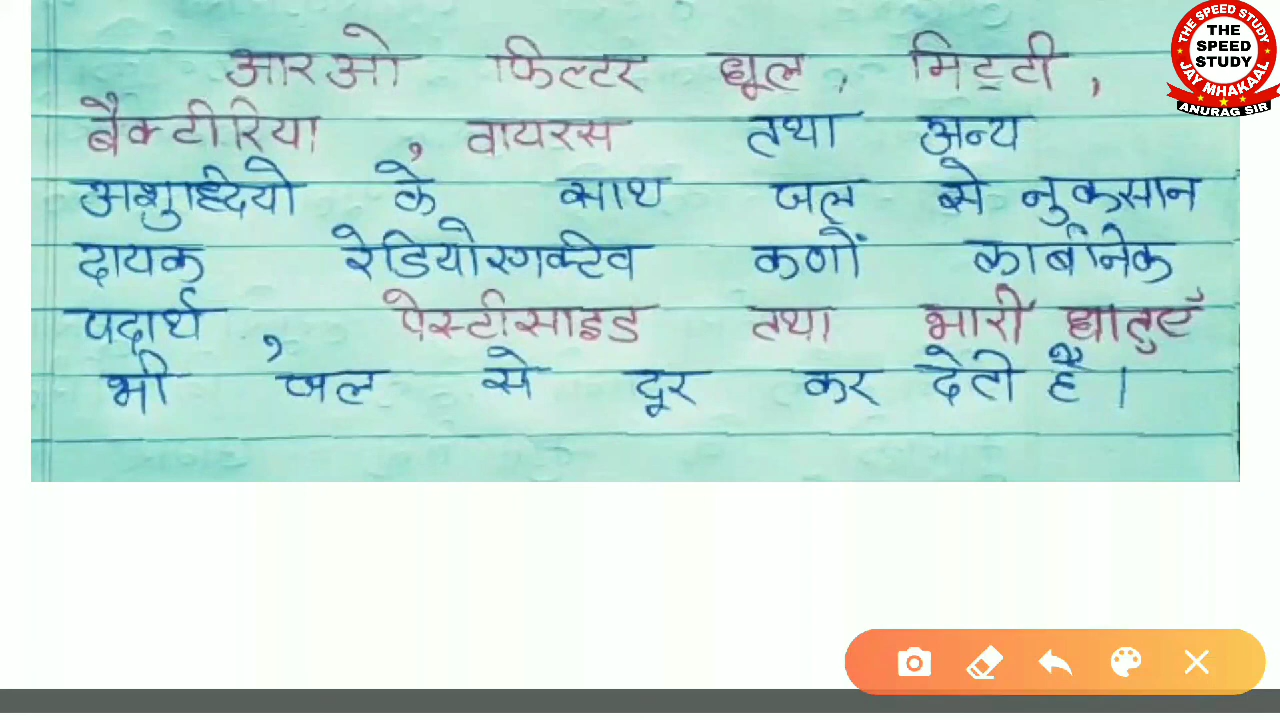 THE SPEED STUDY
THE
SPEED
STUDY
JAY MHAKAAL
ANURAG SIR
आरओ फिल्टर धूल, मिट्टी,
बैक्टीरिया, वायरस तथा अन्य
अशुद्धियो के साथ जल से नुकसान
दायक रेडियोएक्टिव कणों कार्बनिक
पदार्थ, पेस्टीसाइड तथा भारी धातुएँ
भी जल से दूर कर देती है।